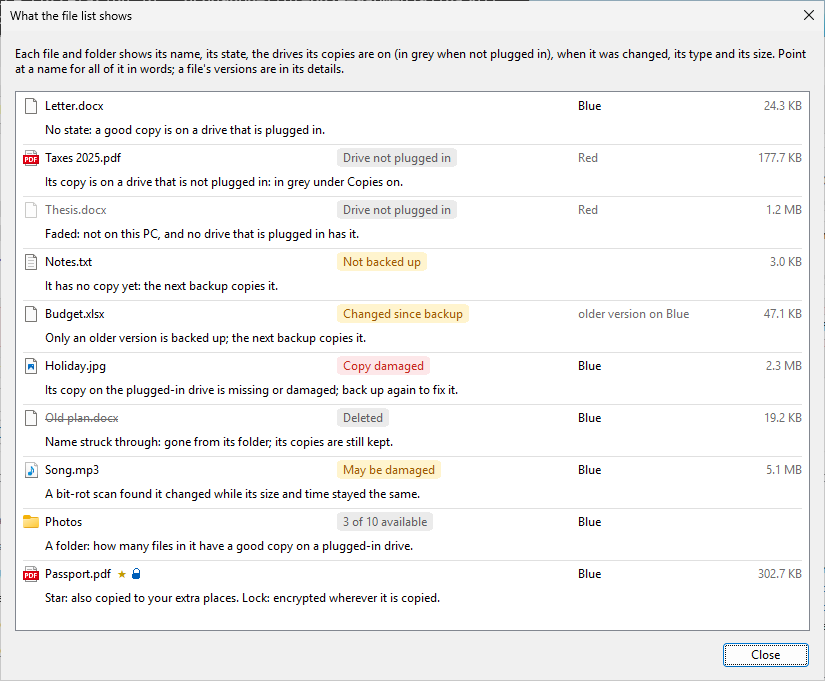 What the file list shows
Each file and folder shows its name, its state, the drives its copies are on (in grey when not plugged in), when it was changed, its type and its size. Point
at a name for all of it in words; a file's versions are in its details.
Letter.docx Blue 24.3 KB
No state: a good copy is on a drive that is plugged in.
PDF Taxes 2025.pdf Drive not plugged in Red 177.7 KB
Its copy is on a drive that is not plugged in: in grey under Copies on.
Thesis.docx Drive not plugged in Red 1.2 MB
Faded: not on this PC, and no drive that is plugged in has it.
Notes.txt Not backed up 3.0 KB
It has no copy yet: the next backup copies it.
Budget.xlsx Changed since backup older version on Blue 47.1 KB
Only an older version is backed up; the next backup copies it.
Holiday.jpg Copy damaged Blue 2.3 MB
Its copy on the plugged-in drive is missing or damaged; back up again to fix it.
Old plan.docx Deleted Blue 19.2 KB
Name struck through: gone from its folder; its copies are still kept.
Song.mp3 May be damaged Blue 5.1 MB
A bit-rot scan found it changed while its size and time stayed the same.
Photos 3 of 10 available Blue
A folder: how many files in it have a good copy on a plugged-in drive.
PDF Passport.pdf Blue 302.7 KB
Star: also copied to your extra places. Lock: encrypted wherever it is copied.
Close